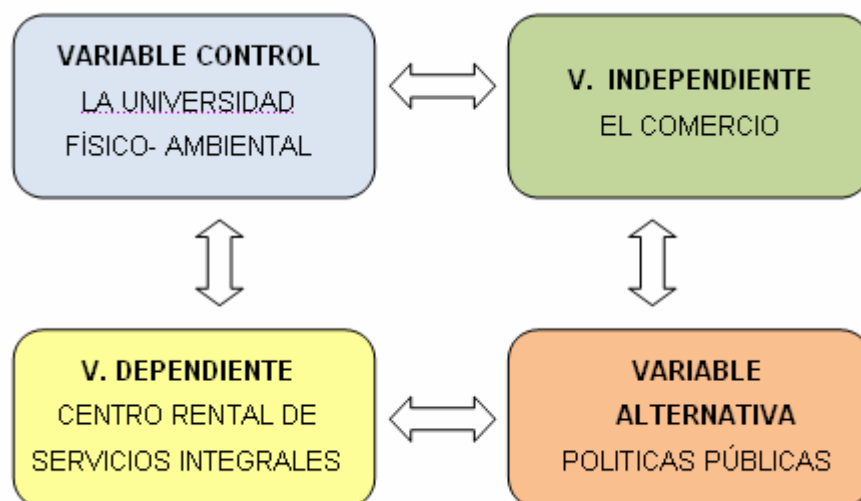 VARIABLE CONTROL
LA UNIVERSIDAD
FÍSICO- AMBIENTAL
V. INDEPENDIENTE
EL COMERCIO
V. DEPENDIENTE
CENTRO RENTAL DE
SERVICIOS INTEGRALES
VARIABLE
ALTERNATIVA
POLITICAS PÚBLICAS